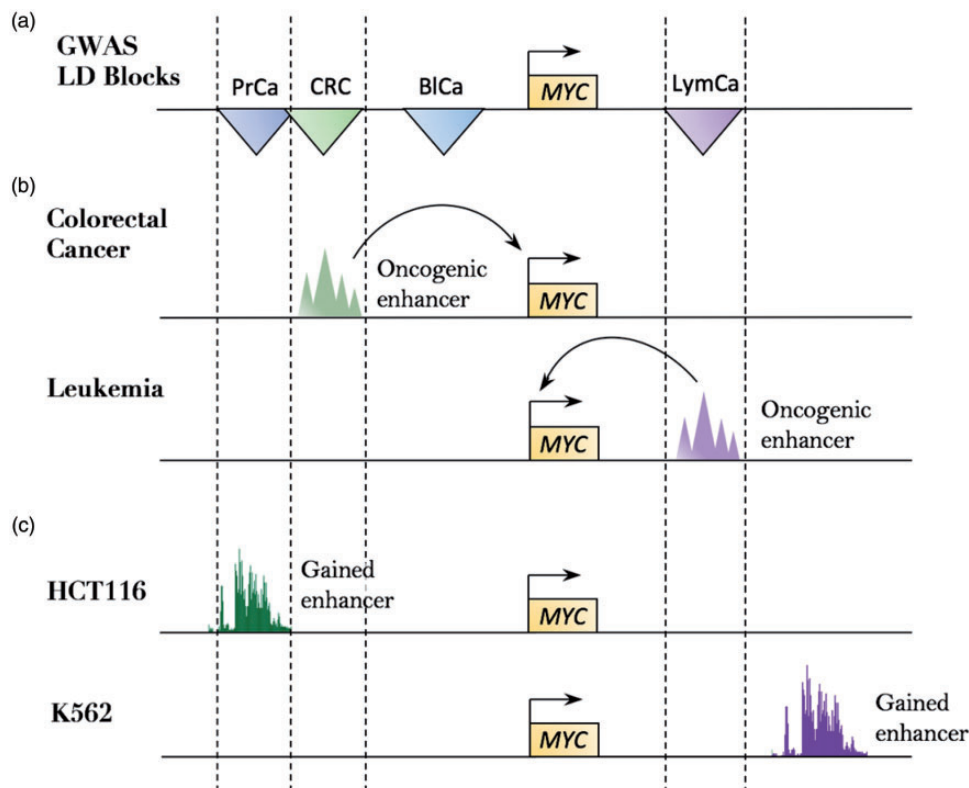 (a)
GWAS
LD Blocks
PrCa
CRC
BlCa
MYC
LymCa
(b)
Colorectal
Cancer
Oncogenic
enhancer
MYC
Leukemia
MYC
Oncogenic
enhancer
(c)
HCT116
Gained
enhancer
MYC
K562
MYC
Gained
enhancer